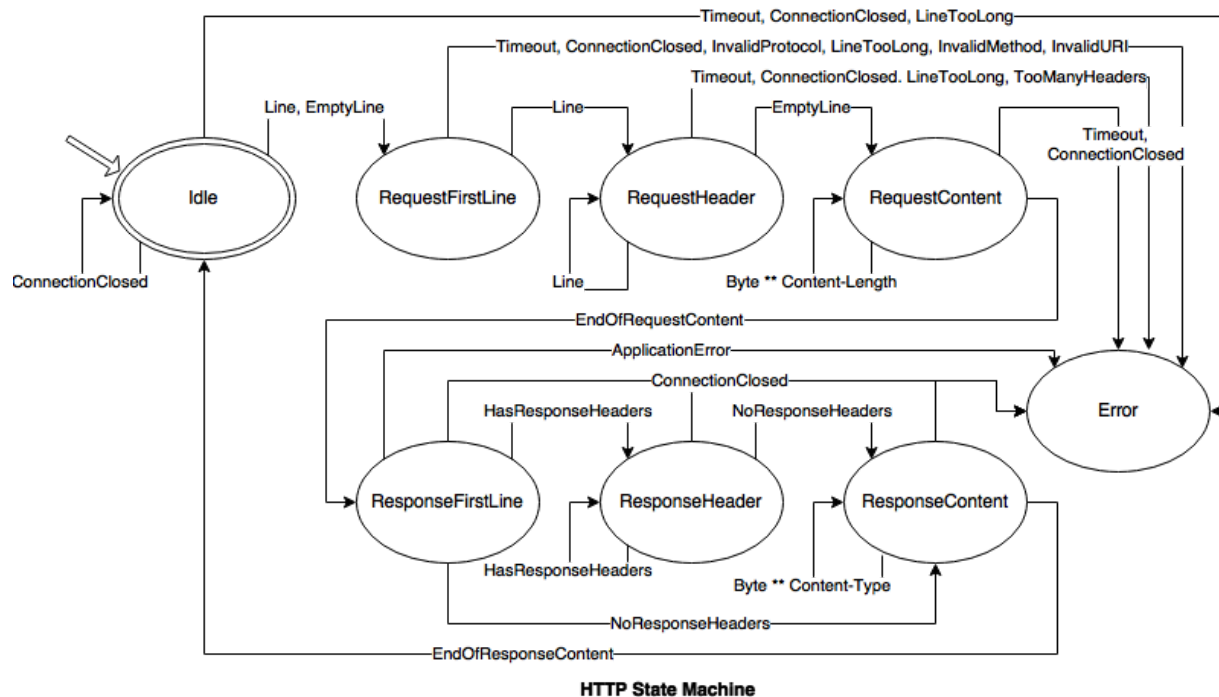 Timeout, ConnectionClosed, LineTooLong
Timeout, ConnectionClosed, InvalidProtocol, LineTooLong, InvalidMethod, InvalidURI
Timeout, ConnectionClosed. LineTooLong, TooManyHeaders
Line, EmptyLine
Line
EmptyLine
Timeout,
ConnectionClosed
Idle
RequestFirstLine
RequestHeader
RequestContent
ConnectionClosed
Line
Byte ** Content-Length
EndOfRequestContent
ApplicationError
ConnectionClosed
HasResponseHeaders
NoResponseHeaders
Error
ResponseFirstLine
ResponseHeader
ResponseContent
HasResponseHeaders
Byte ** Content-Type
NoResponseHeaders
EndOfResponseContent
HTTP State Machine